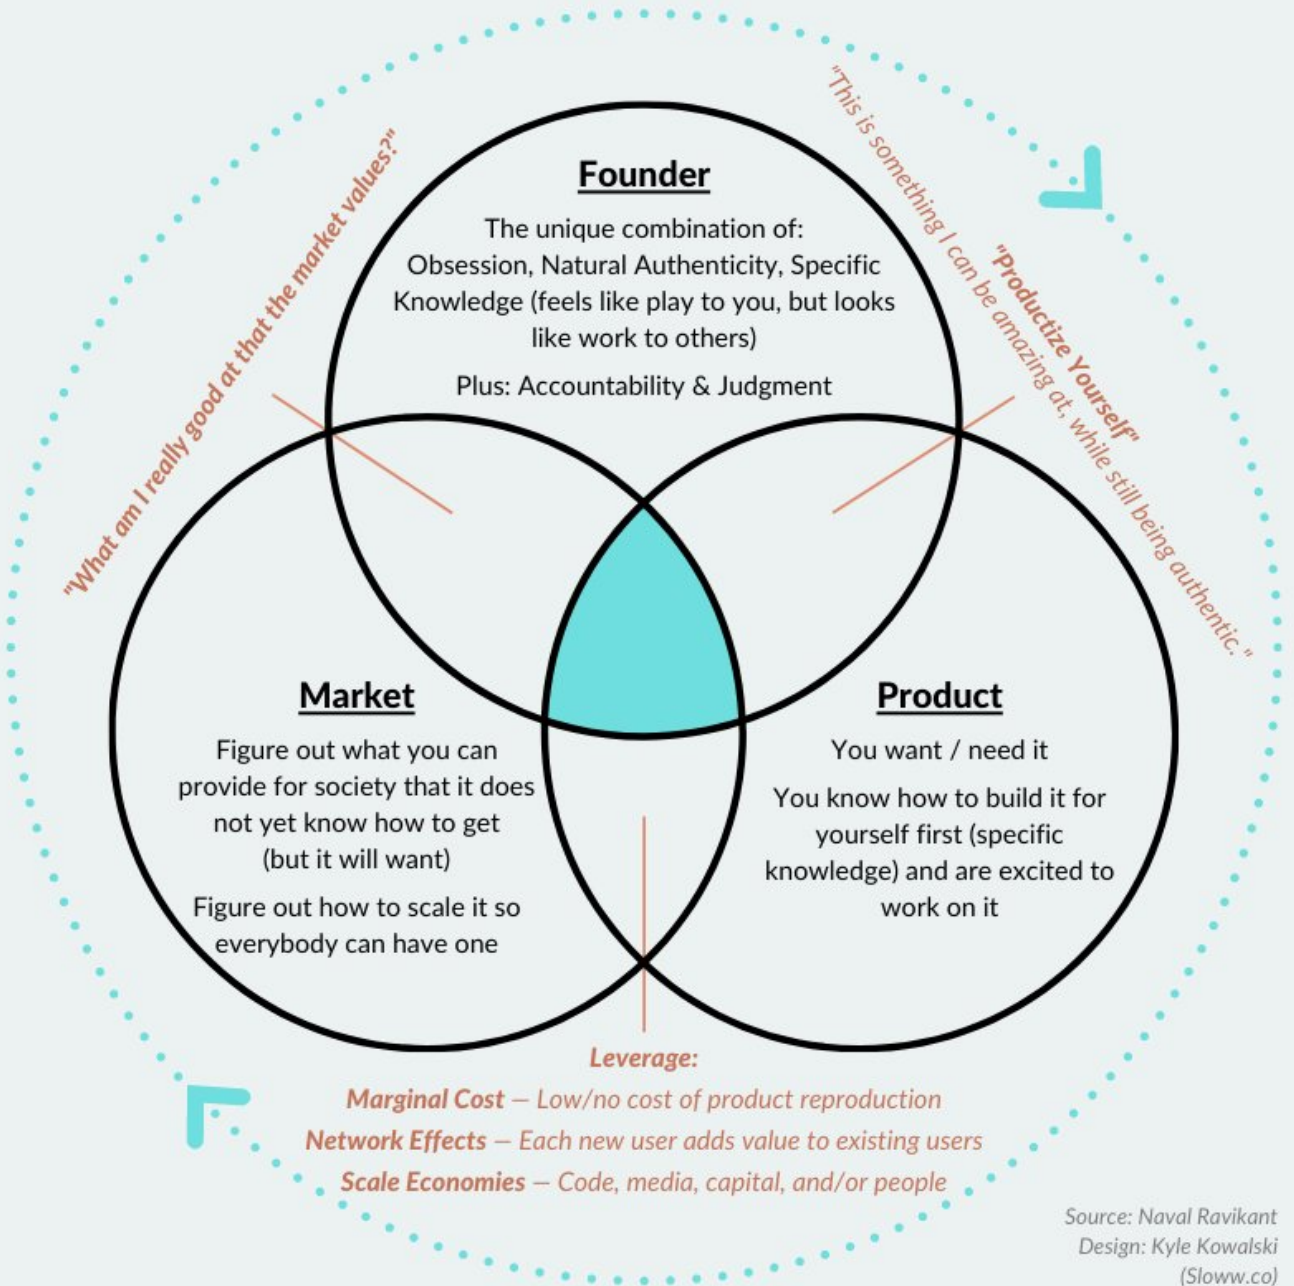 "What am I really good at that the market values?"
"This is something I can be amazing at, while still being authentic."
"Productize Yourself"
Founder
The unique combination of:
Obsession, Natural Authenticity, Specific
Knowledge (feels like play to you, but looks
like work to others)
Plus: Accountability & Judgment
Market
Figure out what you can
provide for society that it does
not yet know how to get
(but it will want)
Figure out how to scale it so
everybody can have one
Product
You want / need it
You know how to build it for
yourself first (specific
knowledge) and are excited to
work on it
Leverage:
Marginal Cost — Low/no cost of product reproduction
Network Effects — Each new user adds value to existing users
Scale Economies — Code, media, capital, and/or people
Source: Naval Ravikant
Design: Kyle Kowalski
(Sloww.co)